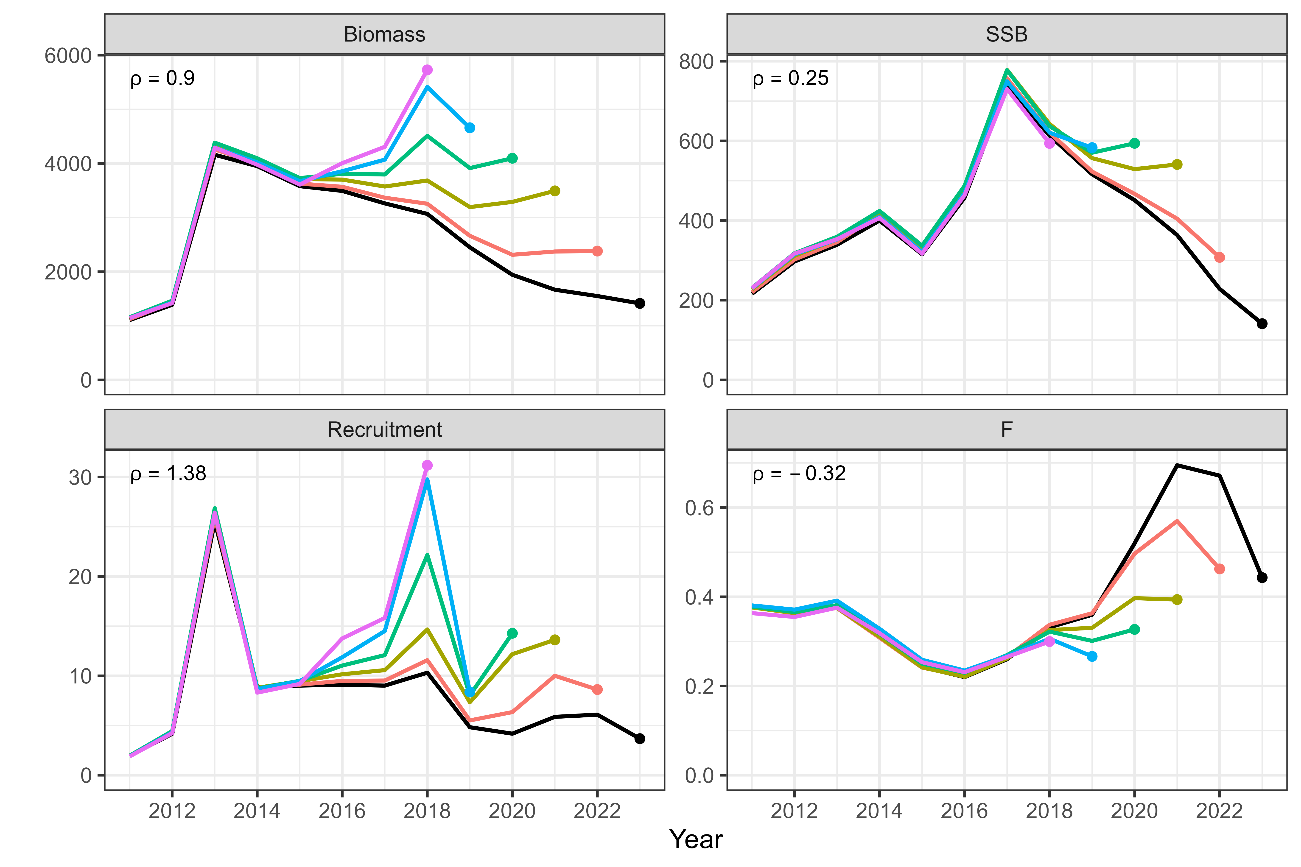 Biomass
SSB
6000
4000
2000
0
ρ = 0.9
800
600
400
200
0
ρ = 0.25
Recruitment
F
30
20
10
0
ρ = 1.38
0.6
0.4
0.2
0.0
ρ = − 0.32
2012 2014 2016 2018 2020 2022
2012 2014 2016 2018 2020 2022
Year